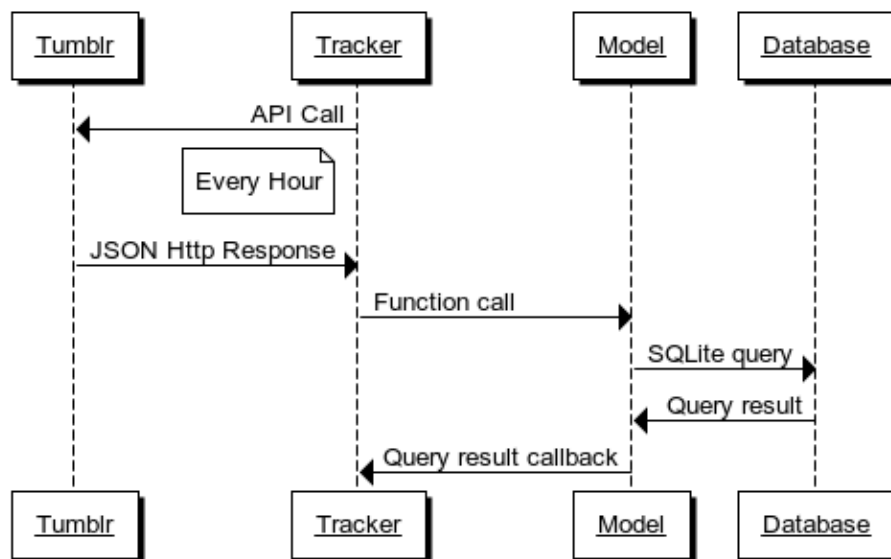 Tumblr
Tracker
Model
Database
API Call
Every Hour
JSON Http Response
Function call
SQLite query
Query result
Query result callback
Tumblr
Tracker
Model
Database